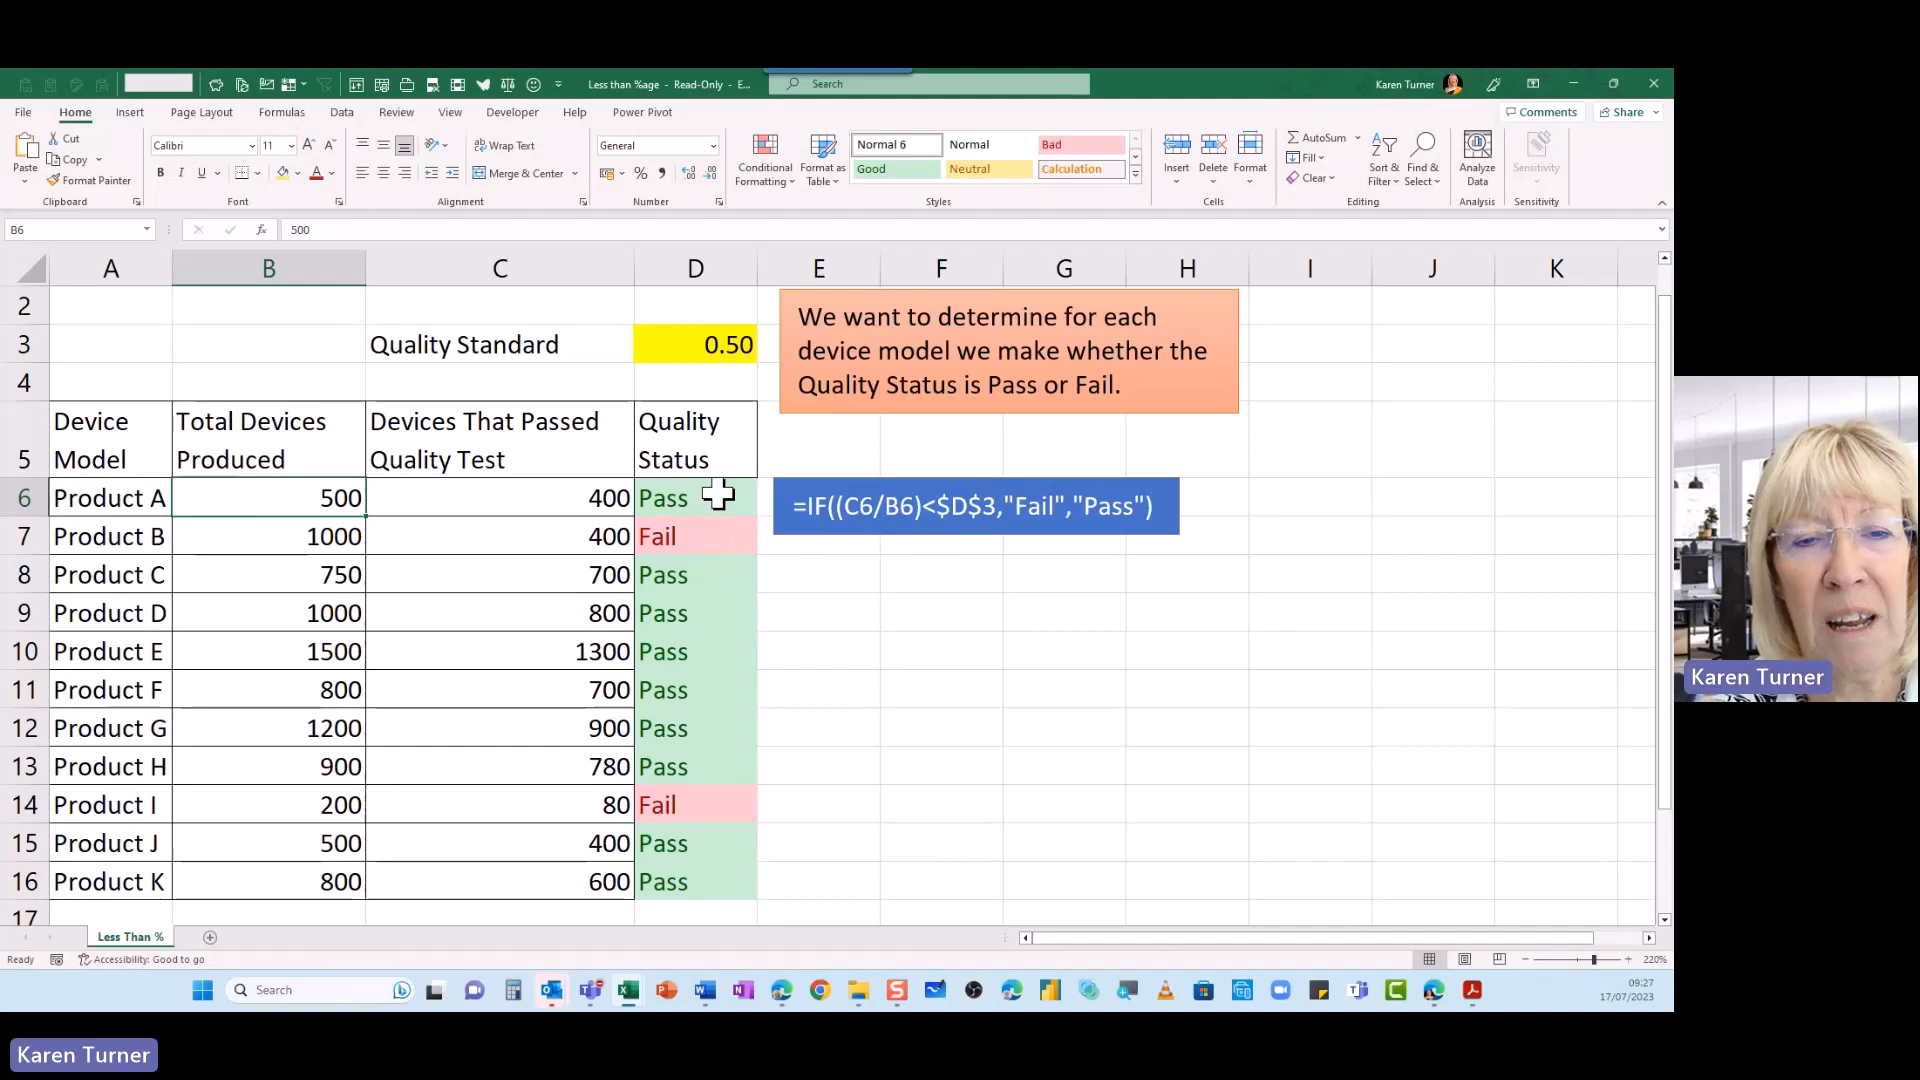 Less than %age - Read-Only - E...
Search
Karen Turner
File Home Insert Page Layout Formulas Data Review View Developer Help Power Pivot
Comments Share
Paste
Cut
Copy
Format Painter
Calibri 11
B I U
Wrap Text
Merge & Center
General
Conditional
Formatting
Format as
Table
Normal 6 Normal Bad
Good Neutral Calculation
Insert Delete Format
AutoSum
Fill
Clear
Sort &
Filter
Find &
Select
Analyze
Data
Sensitivity
Clipboard Font Alignment Number Styles Cells Editing Analysis Sensitivity
B6 fx 500
A B C D E F G H I J K
2
3 Quality Standard 0.50
4
We want to determine for each
device model we make whether the
Quality Status is Pass or Fail.
Device Total Devices Devices That Passed Quality
5 Model Produced Quality Test Status
6 Product A 500 400 Pass
=IF((C6/B6)<$D$3,"Fail","Pass")
7 Product B 1000 400 Fail
8 Product C 750 700 Pass
9 Product D 1000 800 Pass
10 Product E 1500 1300 Pass
11 Product F 800 700 Pass
12 Product G 1200 900 Pass
13 Product H 900 780 Pass
14 Product I 200 80 Fail
15 Product J 500 400 Pass
16 Product K 800 600 Pass
17
Less Than %
Ready Accessibility: Good to go
220%
Search
09:27
17/07/2023
Karen Turner
Karen Turner